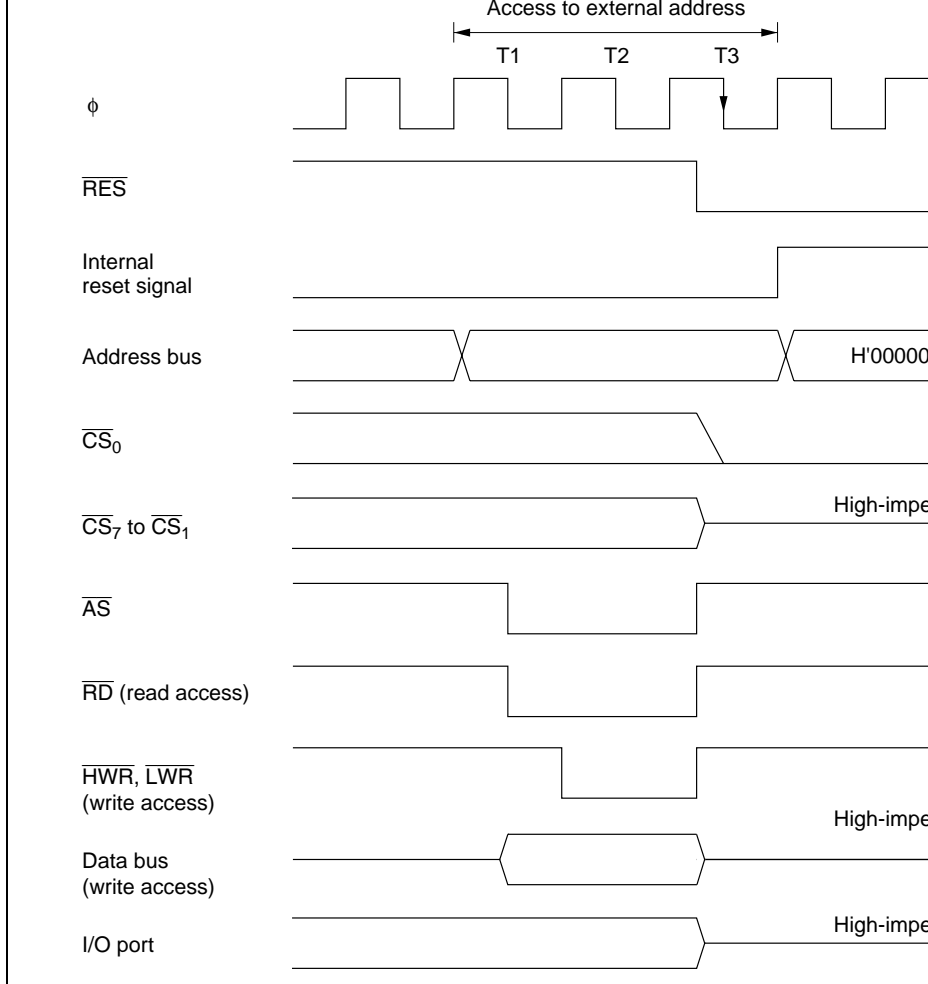 Access to external address
T1 T2 T3
φ
RES
Internal
reset signal
Address bus
H'00000
CS0
CS7 to CS1
High-impe
AS
RD (read access)
HWR, LWR
(write access)
High-impe
Data bus
(write access)
High-impe
I/O port